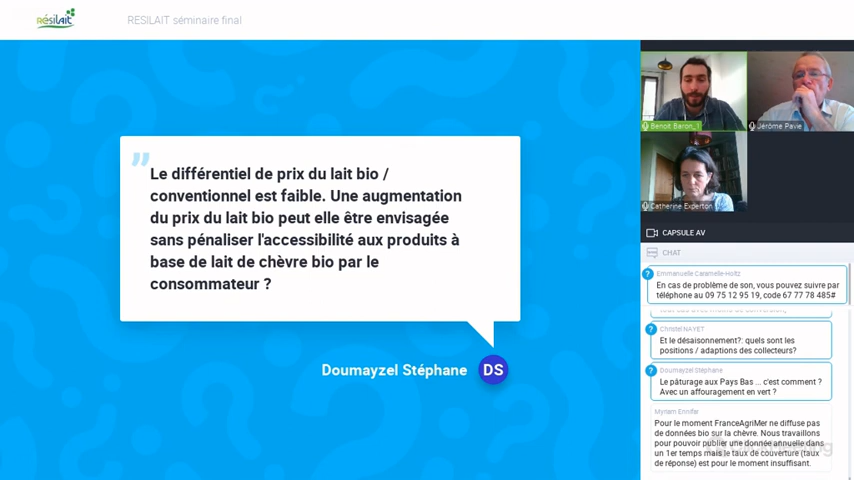 RésiLait
RESILAIT séminaire final
Le différentiel de prix du lait bio /
conventionnel est faible. Une augmentation
du prix du lait bio peut elle être envisagée
sans pénaliser l'accessibilité aux produits à
base de lait de chèvre bio par le
consommateur ?
Doumayzel Stéphane
DS
Benoit Baron_1
Jérôme Pavie
Catherine Experton
CAPSULE AV
CHAT
Emmanuelle Caramelle-Holtz
En cas de problème de son, vous pouvez suivre par
téléphone au 09 75 12 95 19, code 67 77 78 485#
Christel NAYET
Et le désaisonnement?: quels sont les
positions / adaptions des collecteurs?
Doumayzel Stéphane
Le pâturage aux Pays Bas ... c'est comment ?
Avec un affouragement en vert ?
Myriam Ennifar
Pour le moment FranceAgriMer ne diffuse pas
de données bio sur la chèvre. Nous travaillons
pour pouvoir publier une donnée annuelle dans
un 1er temps mais le taux de couverture (taux
de réponse) est pour le moment insuffisant.